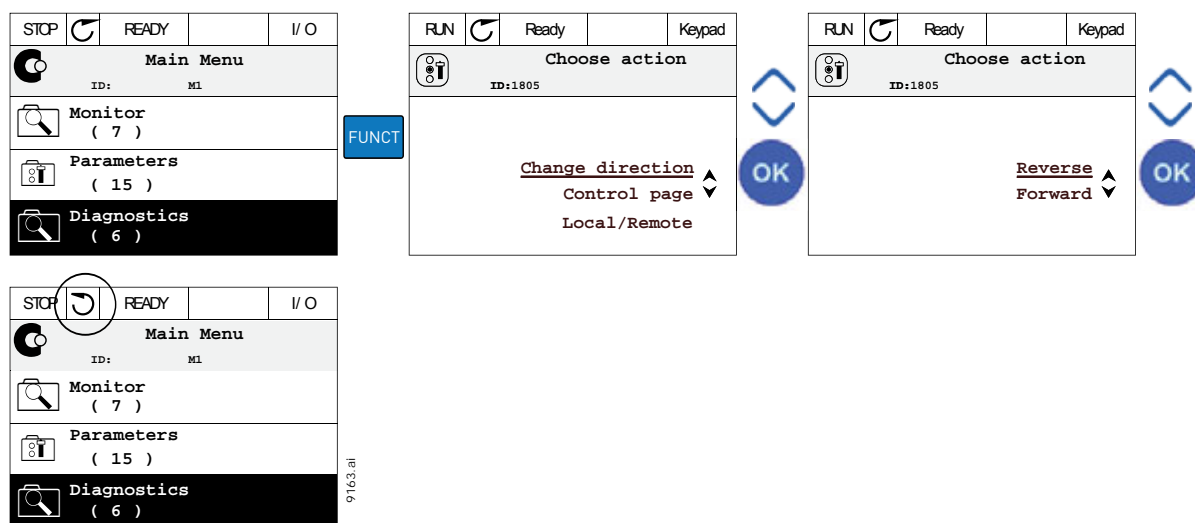 STOP READY I/O
Main Menu
ID: M1
Monitor
( 7 )
Parameters
( 15 )
Diagnostics
( 6 )
FUNCT
RUN Ready Keypad
Choose action
ID:1805
Change direction
Control page
Local/Remote
OK
RUN Ready Keypad
Choose action
ID:1805
Reverse
Forward
OK
STOP READY I/O
Main Menu
ID: M1
Monitor
( 7 )
Parameters
( 15 )
Diagnostics
( 6 )
9163.ai